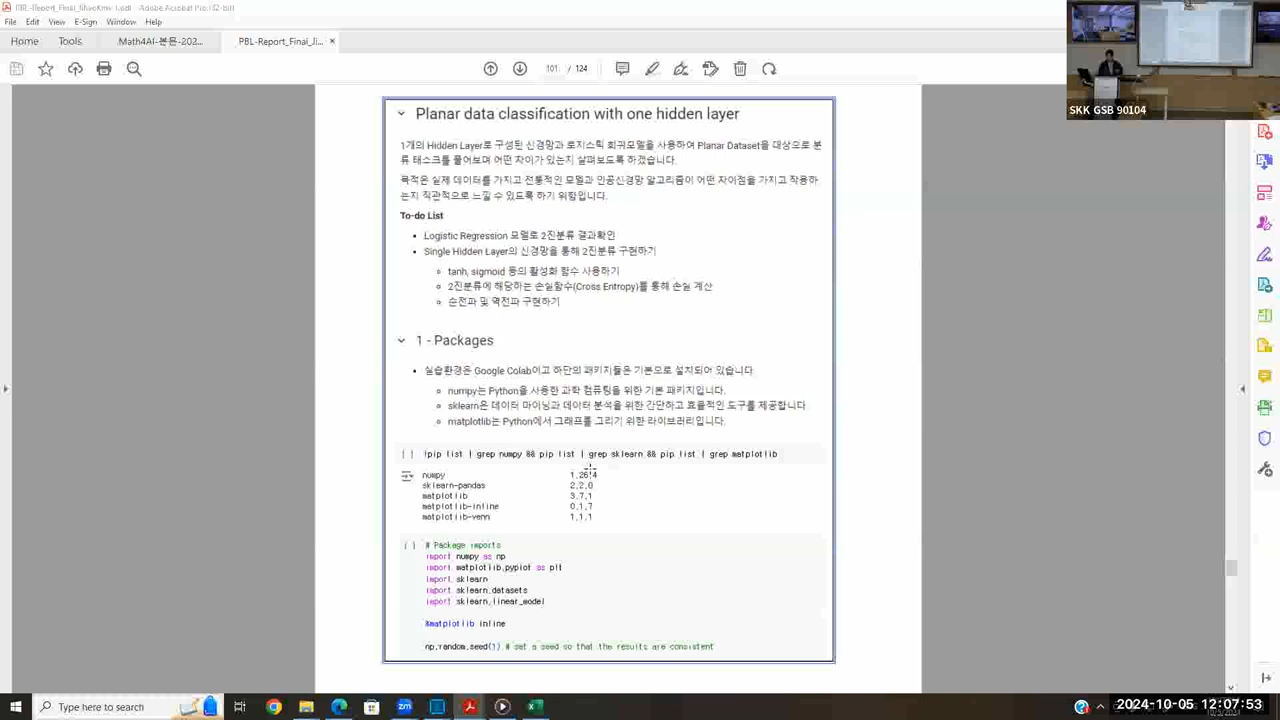 PBL-Report_Final_
File Edit View E-Sign Window Help
Home Tools Math4AI-본문-202... PBL-Report_Final_Ji... ×
101 / 124
SKK GSB 90104
Planar data classification with one hidden layer
1개의 Hidden Layer로 구성된 신경망과 로지스틱 회귀모델을 사용하여 Planar Dataset을 대상으로 분
류 태스크를 풀어보며 어떤 차이가 있는지 살펴보도록 하겠습니다.
목적은 실제 데이터를 가지고 전통적인 모델과 인공신경망 알고리즘이 어떤 차이점을 가지고 작용하
는지 직관적으로 느낄 수 있도록 하기 위함입니다.
To-do List
Logistic Regression 모델로 2진분류 결과확인
Single Hidden Layer의 신경망을 통해 2진분류 구현하기
tanh, sigmoid 등의 활성화 함수 사용하기
2진분류에 해당하는 손실함수(Cross Entropy)를 통해 손실 계산
순전파 및 역전파 구현하기
1 - Packages
실습환경은 Google Colab이고 하단의 패키지들은 기본으로 설치되어 있습니다
numpy는 Python을 사용한 과학 컴퓨팅을 위한 기본 패키지입니다.
sklearn은 데이터 마이닝과 데이터 분석을 위한 간단하고 효율적인 도구를 제공합니다
matplotlib는 Python에서 그래프를 그리기 위한 라이브러리입니다.
[ ] !pip list | grep numpy && pip list | grep sklearn && pip list | grep matplotlib
numpy 1.26.4
sklearn-pandas 2.2.0
matplotlib 3.7.1
matplotlib-inline 0.1.7
matplotlib-venn 1.1.1
[ ] # Package imports
import numpy as np
import matplotlib.pyplot as plt
import sklearn
import sklearn.datasets
import sklearn.linear_model
%matplotlib inline
np.random.seed(1) # set a seed so that the results are consistent
Type here to search
2024-10-05 12:07:53